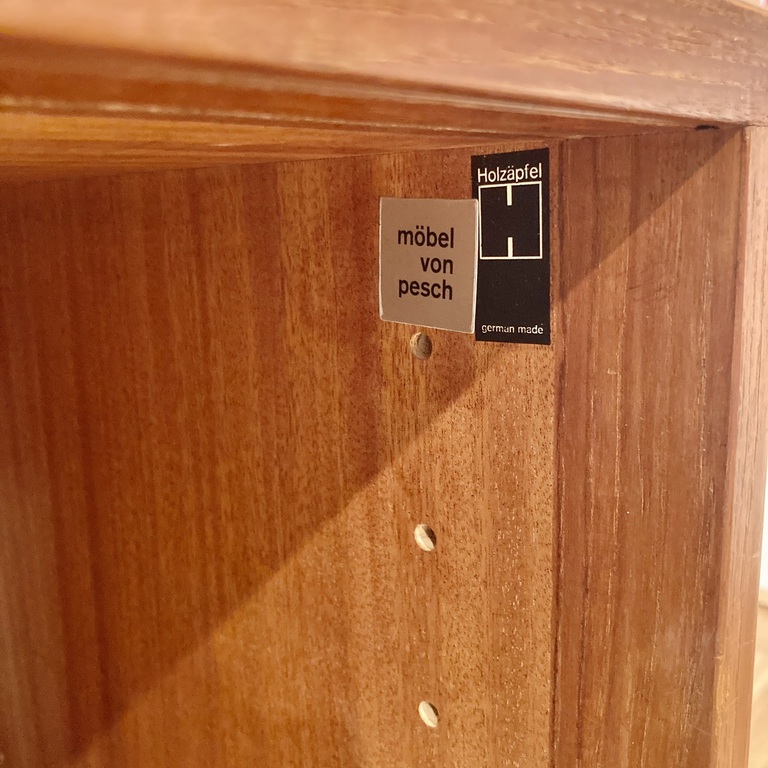 möbel
von
pesch
Holzäpfel
german made